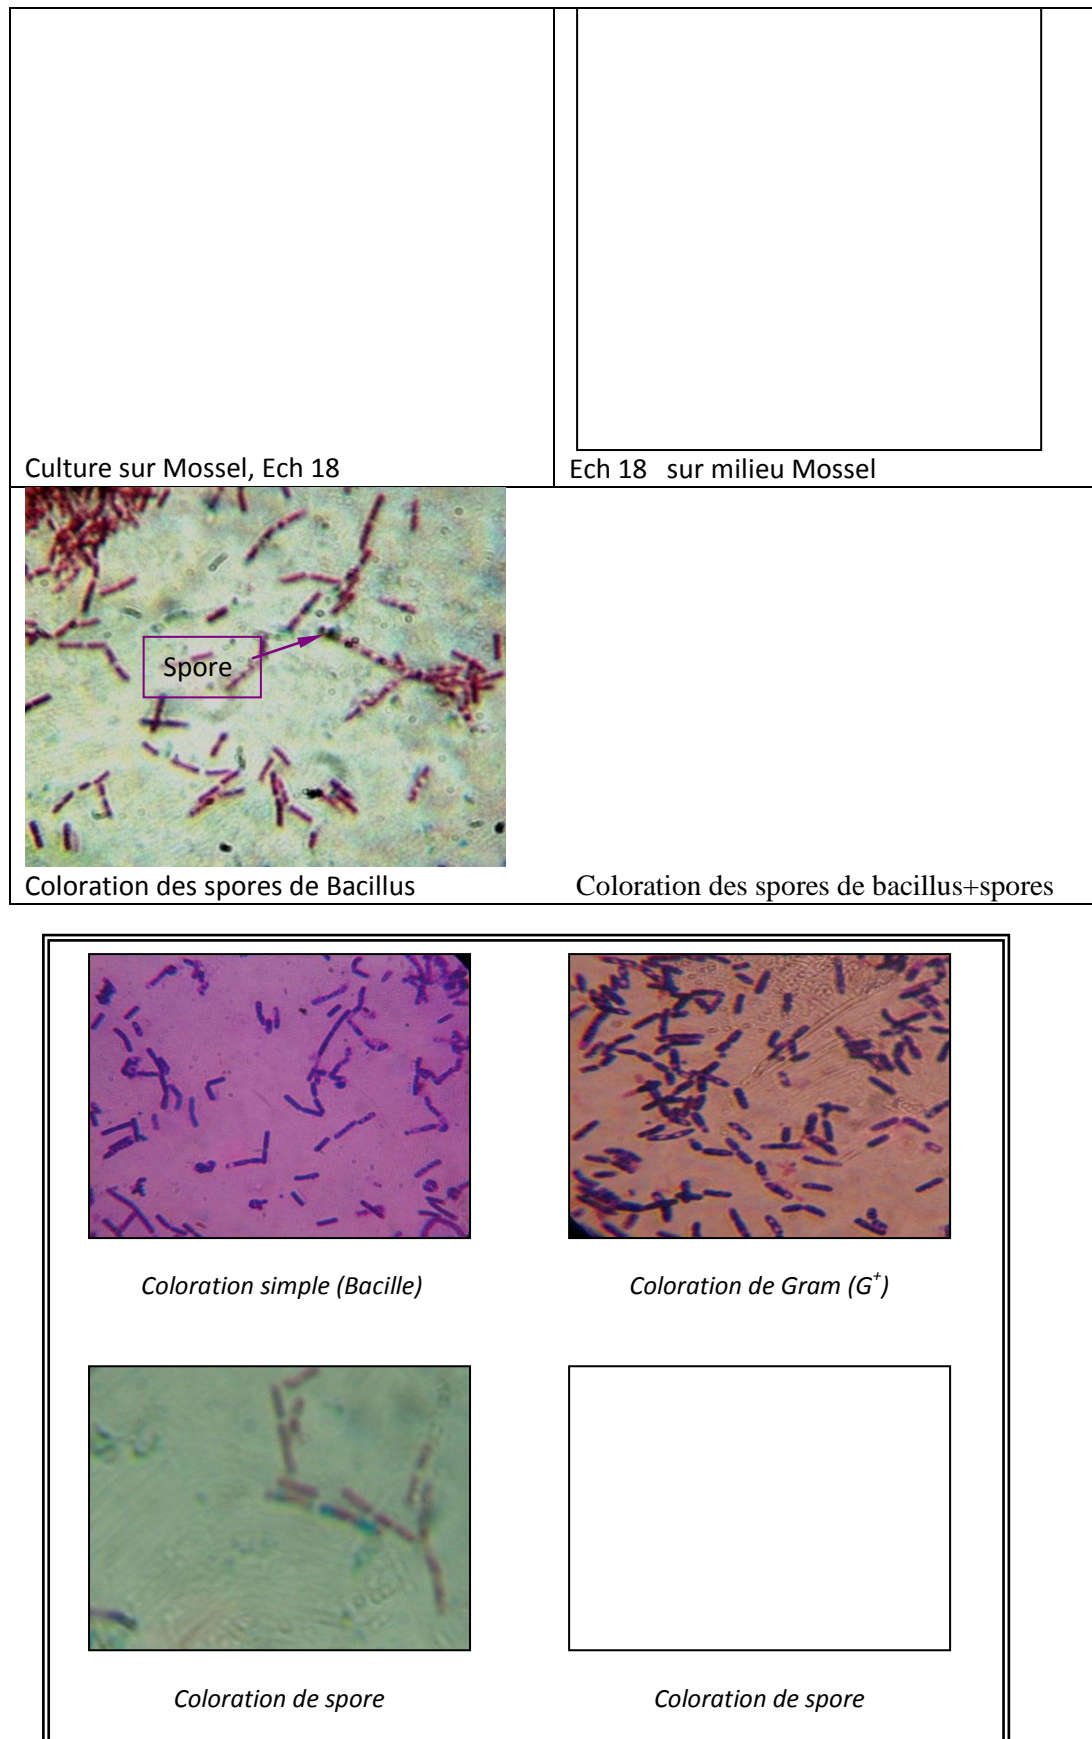 Culture sur Mossel, Ech 18
Ech 18 sur milieu Mossel
Spore
Coloration des spores de Bacillus
Coloration des spores de bacillus+spores
Coloration simple (Bacille)
Coloration de Gram (G+)
Coloration de spore
Coloration de spore